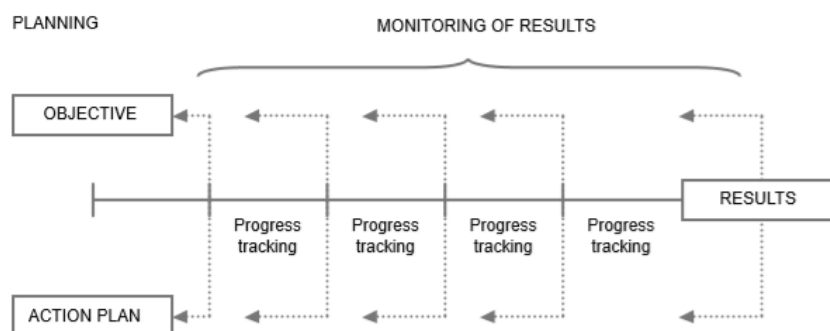 PLANNING
MONITORING OF RESULTS
OBJECTIVE
RESULTS
Progress
tracking
Progress
tracking
Progress
tracking
Progress
tracking
ACTION PLAN